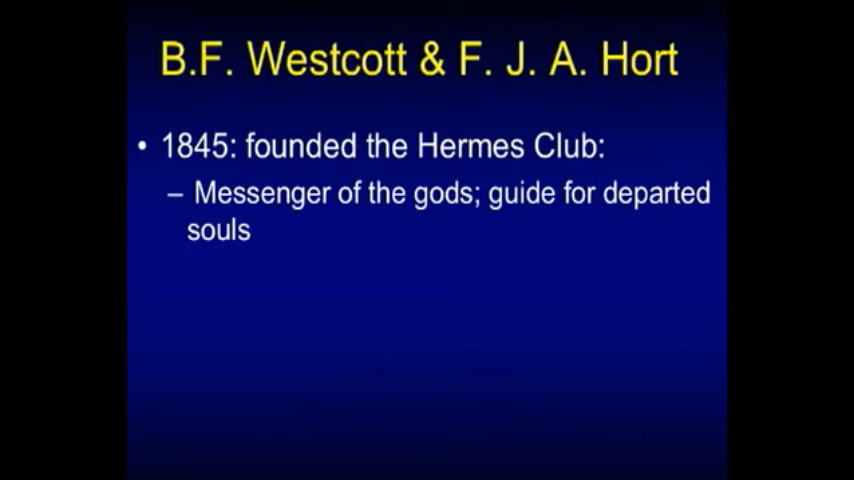 B.F. Westcott & F. J. A. Hort
• 1845: founded the Hermes Club:
– Messenger of the gods; guide for departed
souls